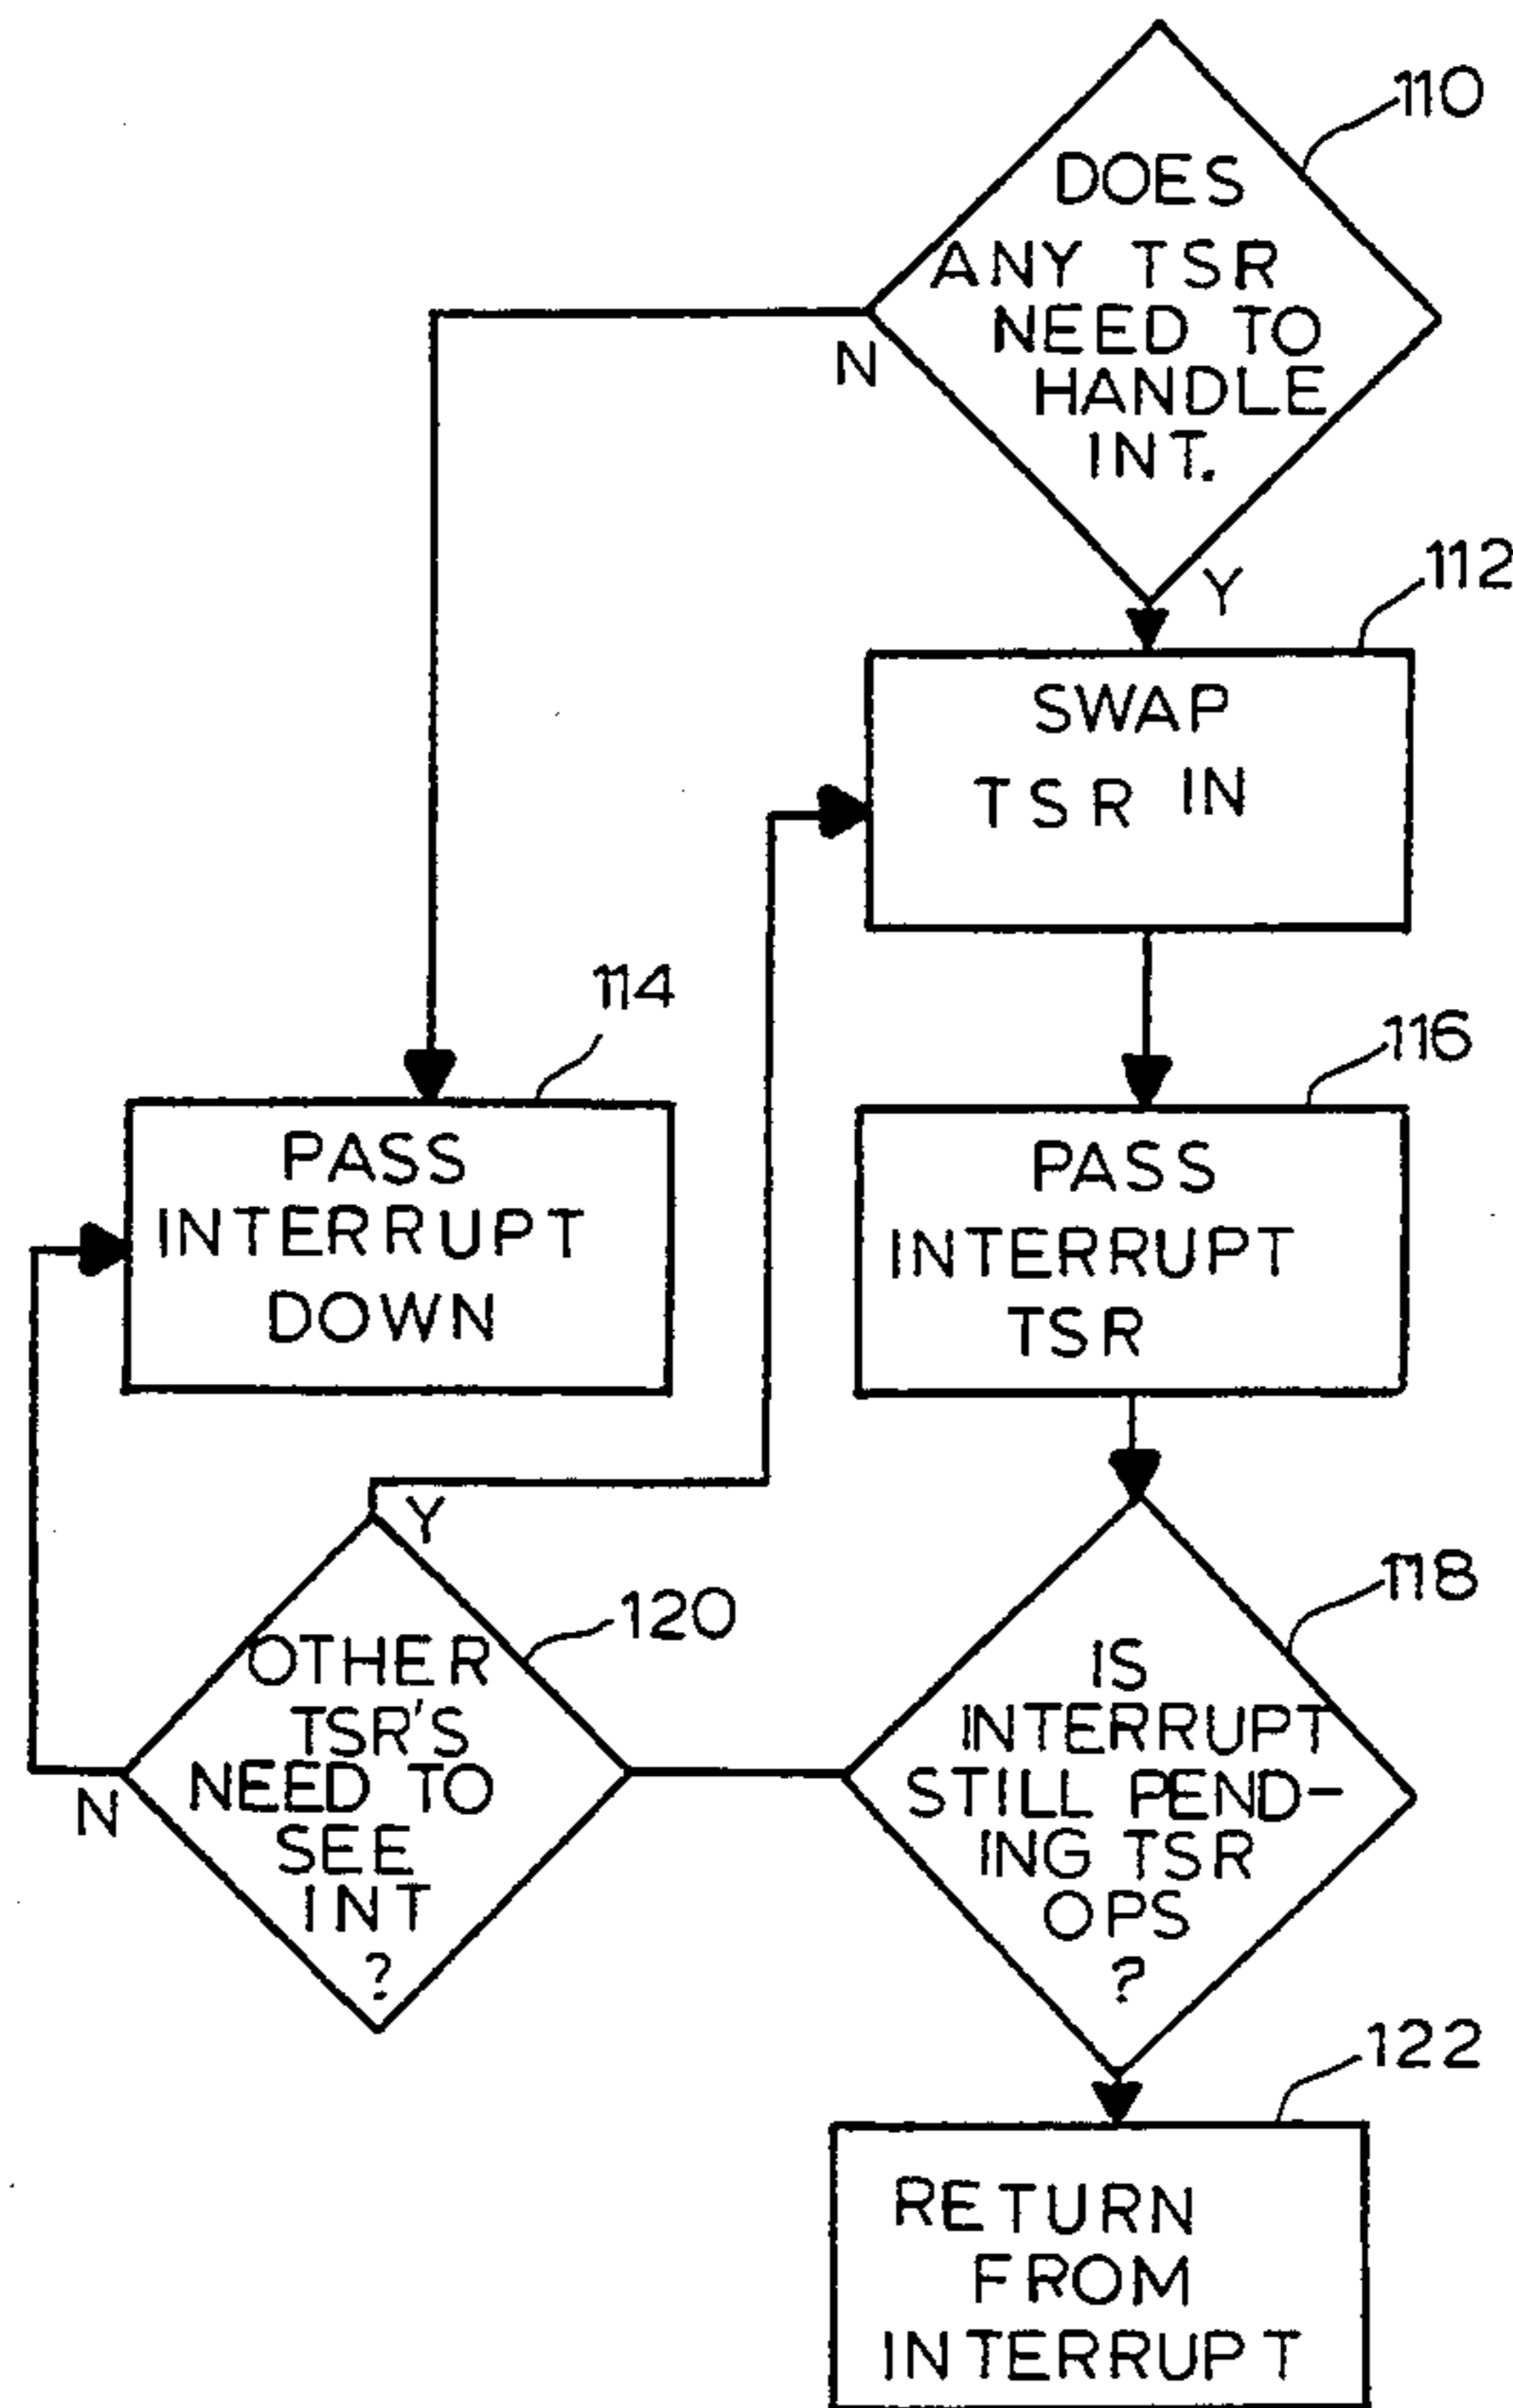 110
DOES
ANY TSR
NEED TO
HANDLE
INT.
N
Y
112
SWAP
TSR IN
114
PASS
INTERRUPT
DOWN
116
PASS
INTERRUPT
TSR
Y
120
OTHER
TSR'S
NEED TO
SEE
INT
?
N
118
IS
INTERRUPT
STILL PEND-
ING TSR
OPS
?
122
RETURN
FROM
INTERRUPT